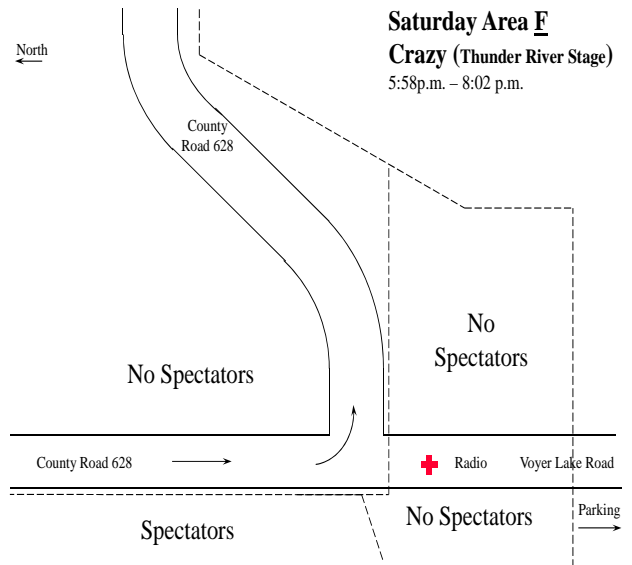 Saturday Area F
Crazy (Thunder River Stage)
5:58p.m. – 8:02 p.m.
North
County
Road 628
No
Spectators
No Spectators
County Road 628
Radio
Voyer Lake Road
Spectators
No Spectators
Parking